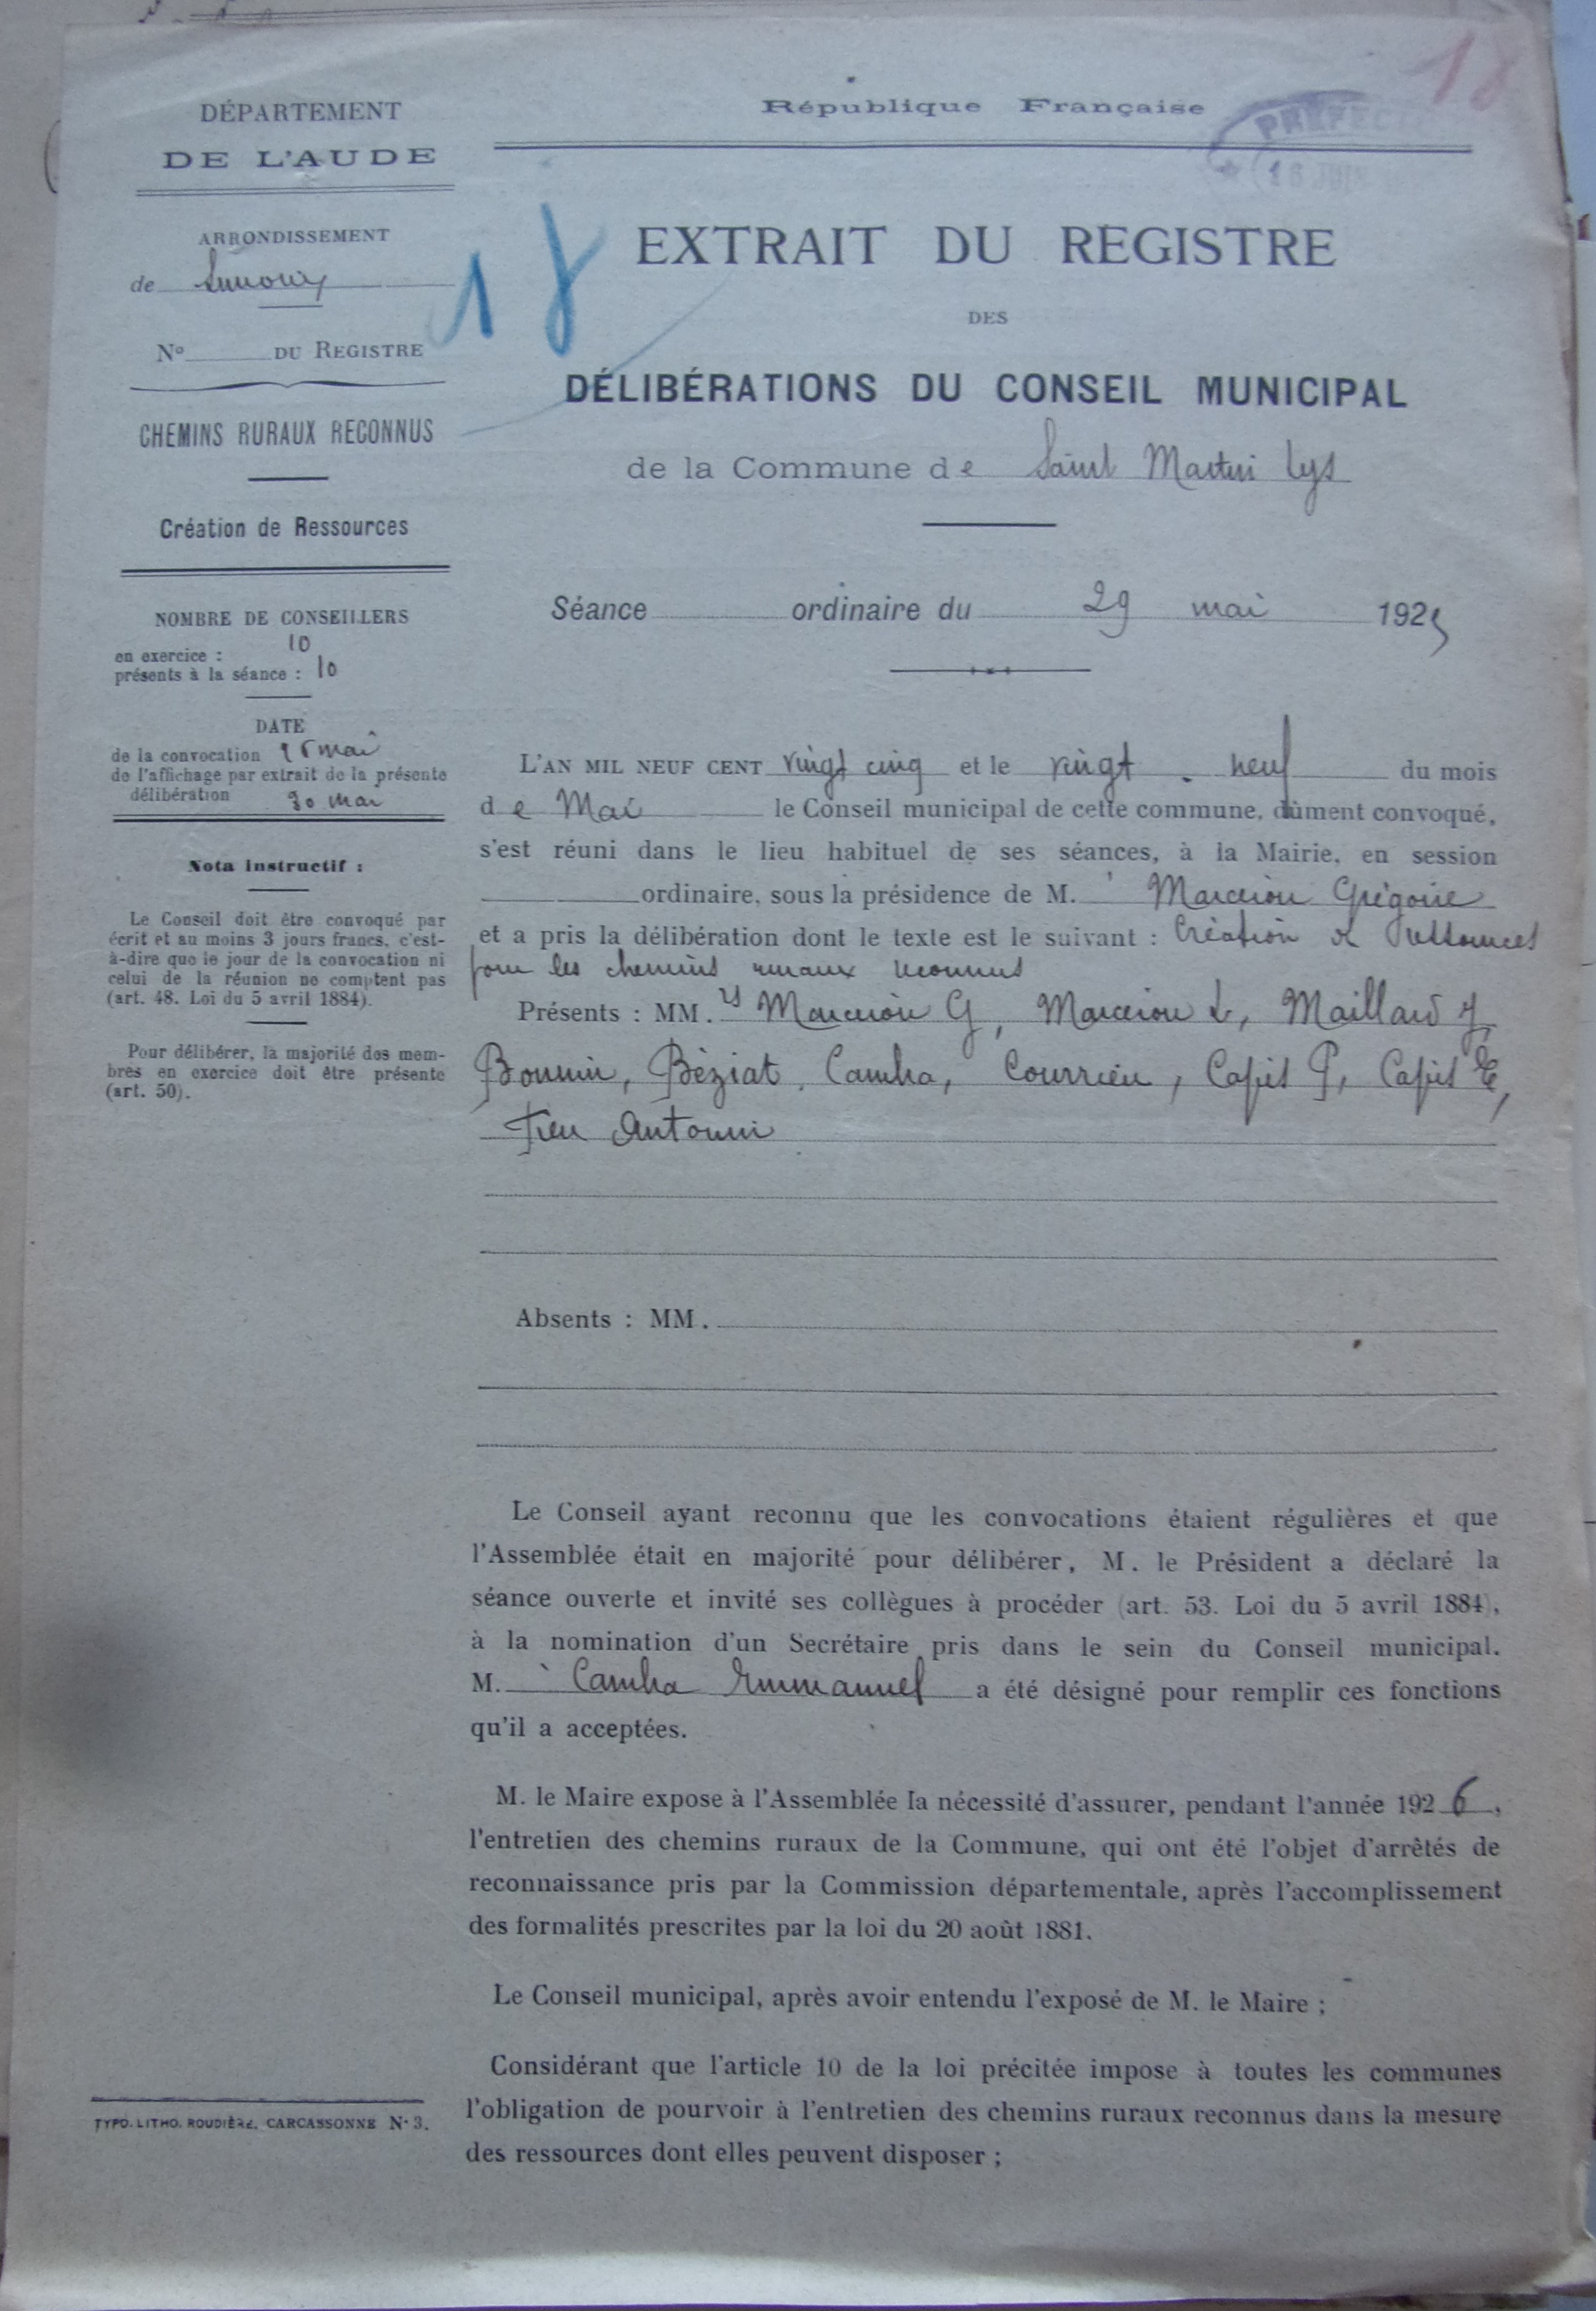 18
DÉPARTEMENT
DE L'AUDE
ARRONDISSEMENT
de Limoux
N° DU REGISTRE
CHEMINS RURAUX RECONNUS
Création de Ressources
NOMBRE DE CONSEILLERS
en exercice : 10
présents à la séance : 10
DATE
de la convocation mai
de l'affichage par extrait de la présente
délibération 30 mai
Nota instructif :
Le Conseil doit être convoqué par
écrit et au moins 3 jours francs, c'est-
à-dire que le jour de la convocation ni
celui de la réunion ne comptent pas
(art. 48. Loi du 5 avril 1884).
Pour délibérer, la majorité des mem-
bres en exercice doit être présente
(art. 50).
TYPO. LITHO. ROUDIÈRE, CARCASSONNE N° 3.
République Française
PRÉFECT
18
EXTRAIT DU REGISTRE
DES
DÉLIBÉRATIONS DU CONSEIL MUNICIPAL
de la Commune de Saint Martin Lys
Séance ordinaire du 29 mai 1925
L'AN MIL NEUF CENT vingt cinq et le vingt - neuf du mois
de Mai le Conseil municipal de cette commune, dûment convoqué,
s'est réuni dans le lieu habituel de ses séances, à la Mairie, en session
ordinaire, sous la présidence de M. Marcerou Grégoire
et a pris la délibération dont le texte est le suivant : Création de ressources
pour les chemins ruraux reconnus
Présents : MM. Marcerou G, Marcerou L, Maillard J,
Bonnin, Béziat, Camba, Courrieu, Capis P, Capis E,
Antonin
Absents : MM.
Le Conseil ayant reconnu que les convocations étaient régulières et que
l'Assemblée était en majorité pour délibérer, M. le Président a déclaré la
séance ouverte et invité ses collègues à procéder (art. 53. Loi du 5 avril 1884),
à la nomination d'un Secrétaire pris dans le sein du Conseil municipal.
M. Camba Emmanuel a été désigné pour remplir ces fonctions
qu'il a acceptées.
M. le Maire expose à l'Assemblée la nécessité d'assurer, pendant l'année 1926,
l'entretien des chemins ruraux de la Commune, qui ont été l'objet d'arrêtés de
reconnaissance pris par la Commission départementale, après l'accomplissement
des formalités prescrites par la loi du 20 août 1881.
Le Conseil municipal, après avoir entendu l'exposé de M. le Maire ;
Considérant que l'article 10 de la loi précitée impose à toutes les communes
l'obligation de pourvoir à l'entretien des chemins ruraux reconnus dans la mesure
des ressources dont elles peuvent disposer ;